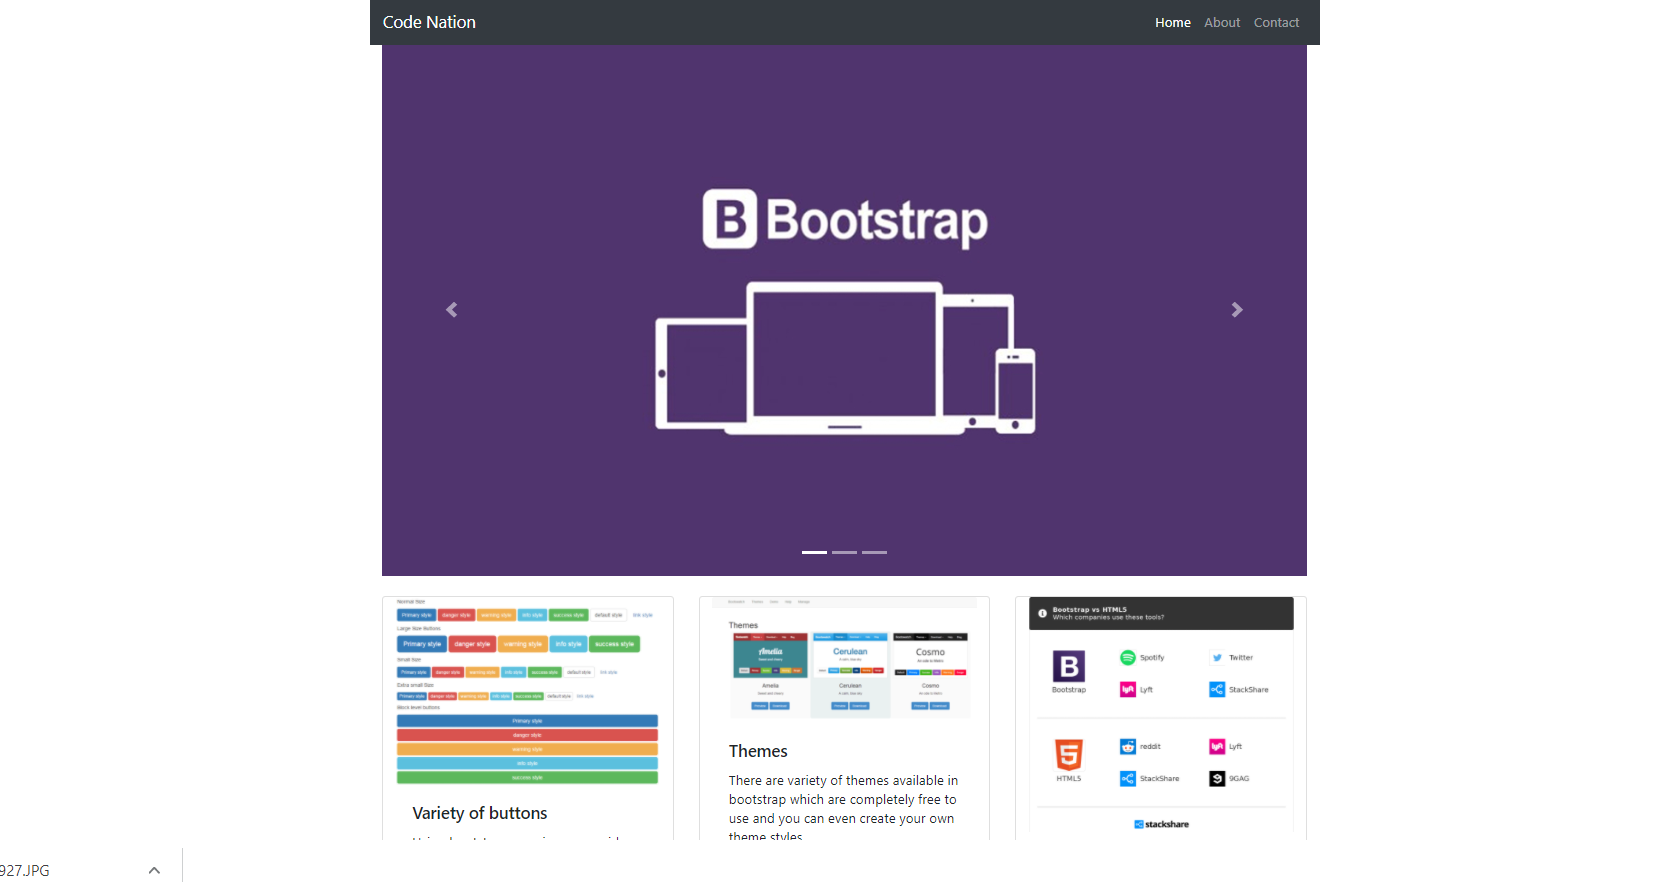 Code Nation
Home About Contact
B Bootstrap
Normal Size
Primary style danger style warning style info style success style default style link style
Large Size Buttons
Primary style danger style warning style info style success style
Small Size
Primary style danger style warning style info style success style default style link style
Extra small Size
Primary style danger style warning style info style success style default style link style
Block level buttons
Primary style
danger style
warning style
info style
success style
Variety of buttons
Themes
Amelia Cerulean Cosmo
Amelia Cerulean Cosmo
Themes
There are variety of themes available in
bootstrap which are completely free to
use and you can even create your own
theme styles
Bootstrap vs HTML5
Which companies use these tools?
B
Bootstrap
Spotify Twitter
Lyft StackShare
5
HTML5
reddit Lyft
StackShare 9GAG
stackshare
927.JPG